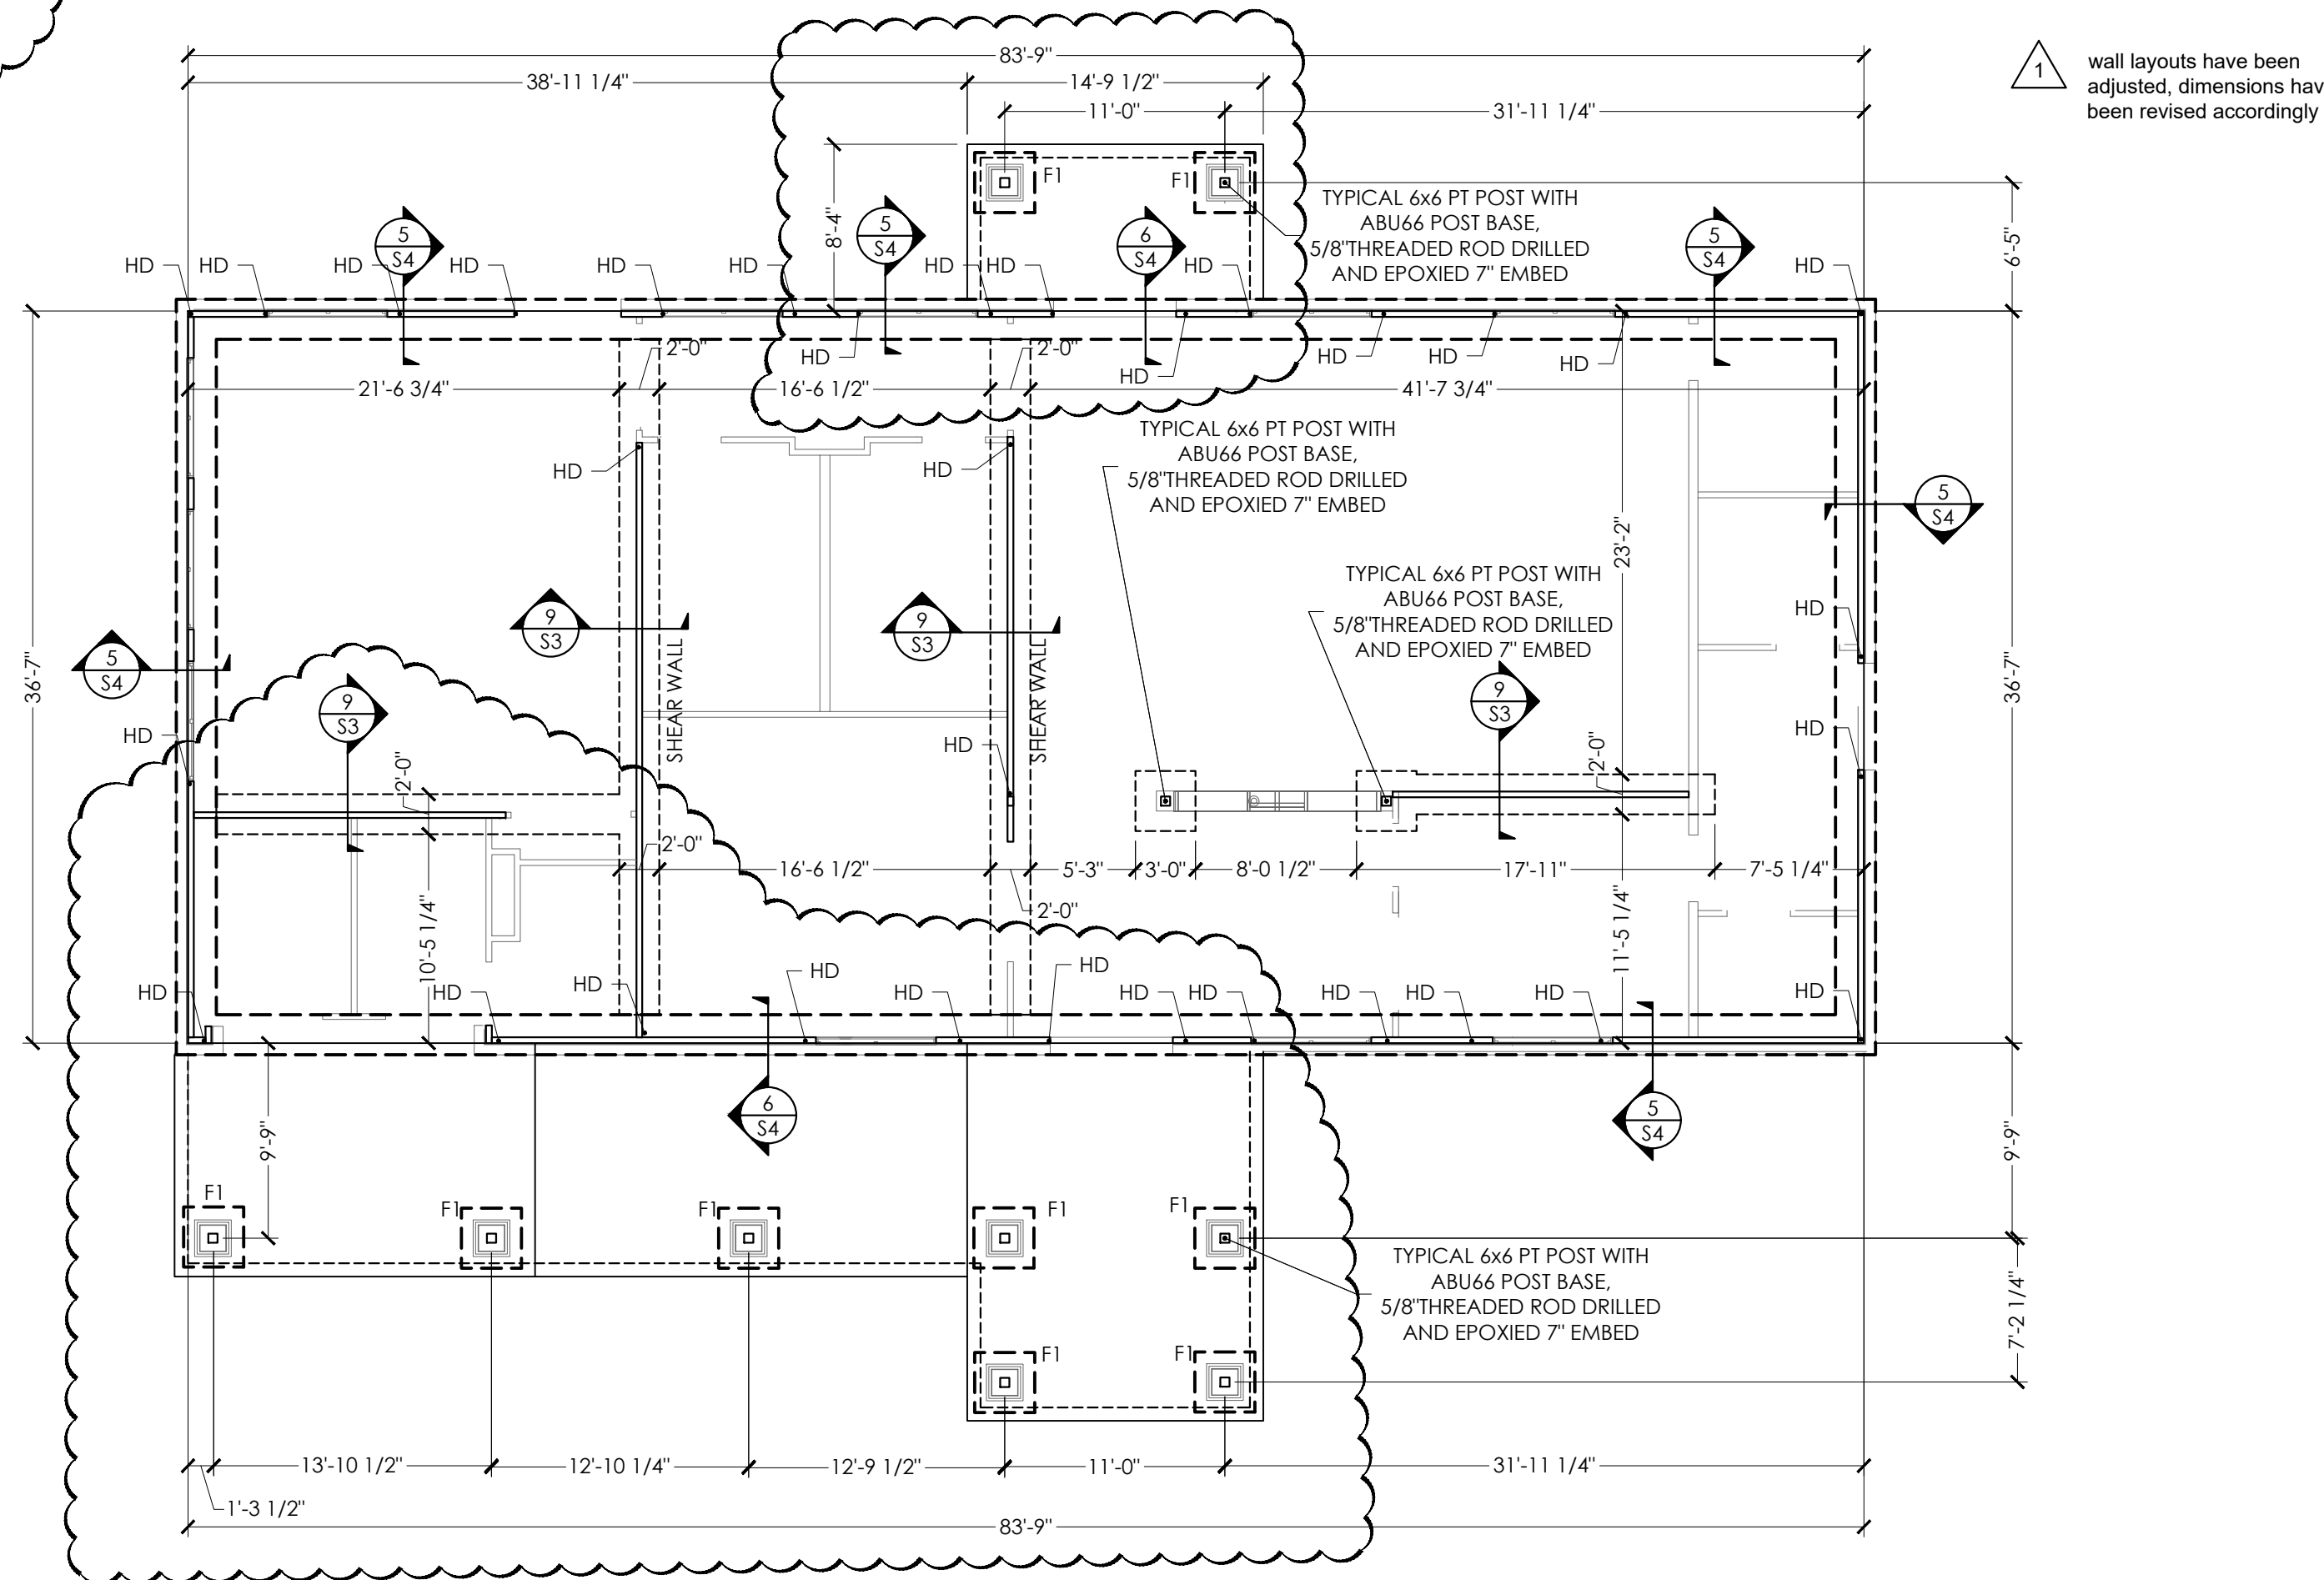 83'-9"
38'-11 1/4"
14'-9 1/2"
11'-0"
31'-11 1/4"
1
wall layouts have been
adjusted, dimensions hav
been revised accordingly
F1
F1
TYPICAL 6x6 PT POST WITH
ABU66 POST BASE,
5/8"THREADED ROD DRILLED
AND EPOXIED 7" EMBED
8'-4"
6'-5"
5
S4
5
S4
6
S4
5
S4
HD
HD
HD
HD
HD
HD
HD
HD
HD
HD
2'-0"
2'-0"
HD
HD
HD
HD
HD
21'-6 3/4"
16'-6 1/2"
41'-7 3/4"
TYPICAL 6x6 PT POST WITH
ABU66 POST BASE,
5/8"THREADED ROD DRILLED
AND EPOXIED 7" EMBED
HD
HD
5
S4
23'-2"
TYPICAL 6x6 PT POST WITH
ABU66 POST BASE,
5/8"THREADED ROD DRILLED
AND EPOXIED 7" EMBED
9
S3
9
S3
HD
5
S4
36'-7"
36'-7"
SHEAR WALL
SHEAR WALL
9
S3
9
S3
HD
HD
HD
2'-0"
2'-0"
2'-0"
16'-6 1/2"
5'-3"
3'-0"
8'-0 1/2"
17'-11"
7'-5 1/4"
2'-0"
10'-5 1/4"
11'-5 1/4"
HD
HD
HD
HD
HD
HD
HD
HD
HD
HD
HD
HD
6
S4
5
S4
9'-9"
9'-9"
F1
F1
F1
F1
F1
TYPICAL 6x6 PT POST WITH
ABU66 POST BASE,
5/8"THREADED ROD DRILLED
AND EPOXIED 7" EMBED
7'-2 1/4"
F1
F1
13'-10 1/2"
12'-10 1/4"
12'-9 1/2"
11'-0"
31'-11 1/4"
1'-3 1/2"
83'-9"